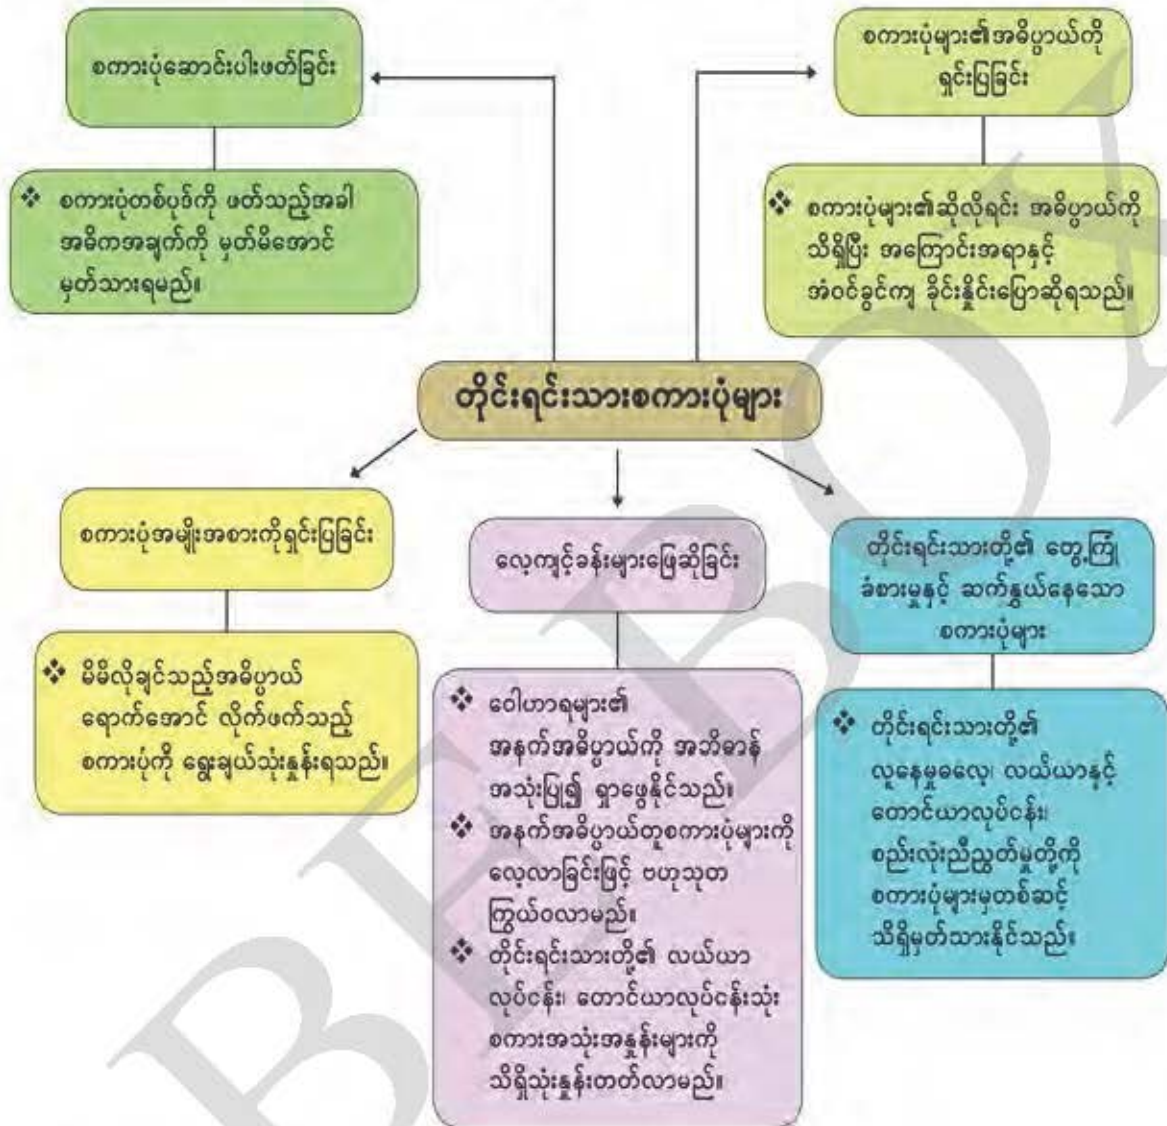 စကားပုံဆောင်းပါးဖတ်ခြင်း
❖ စကားပုံတစ်ပုဒ်ကို ဖတ်သည့်အခါ
အဓိကအချက်ကို မှတ်မိအောင်
မှတ်သားရမည်။
စကားပုံများ၏အဓိပ္ပာယ်ကို
ရှင်းပြခြင်း
❖ စကားပုံများ၏ဆိုလိုရင်း အဓိပ္ပာယ်ကို
သိရှိပြီး အကြောင်းအရာနှင့်
အံဝင်ခွင်ကျ ခိုင်းနှိုင်းပြောဆိုရသည်။
တိုင်းရင်းသားစကားပုံများ
စကားပုံအမျိုးအစားကိုရှင်းပြခြင်း
❖ မိမိလိုချင်သည့်အဓိပ္ပာယ်
ရောက်အောင် လိုက်ဖက်သည့်
စကားပုံကို ရွေးချယ်သုံးနှုန်းရသည်။
လေ့ကျင့်ခန်းများဖြေဆိုခြင်း
❖ ဝေါဟာရများ၏
အနက်အဓိပ္ပာယ်ကို အဘိဓာန်
အသုံးပြု၍ ရှာဖွေနိုင်သည်။
❖ အနက်အဓိပ္ပာယ်တူစကားပုံများကို
လေ့လာခြင်းဖြင့် ဗဟုသုတ
ကြွယ်ဝလာမည်။
❖ တိုင်းရင်းသားတို့၏ လယ်ယာ
လုပ်ငန်း၊ တောင်ယာလုပ်ငန်းသုံး
စကားအသုံးအနှုန်းများကို
သိရှိသုံးနှုန်းတတ်လာမည်။
တိုင်းရင်းသားတို့၏ တွေ့ကြုံ
ခံစားမှုနှင့် ဆက်နွှယ်နေသော
စကားပုံများ
❖ တိုင်းရင်းသားတို့၏
လူနေမှုဓလေ့၊ လယ်ယာနှင့်
တောင်ယာလုပ်ငန်း၊
စည်းလုံးညီညွတ်မှုတို့ကို
စကားပုံများမှတစ်ဆင့်
သိရှိမှတ်သားနိုင်သည်။